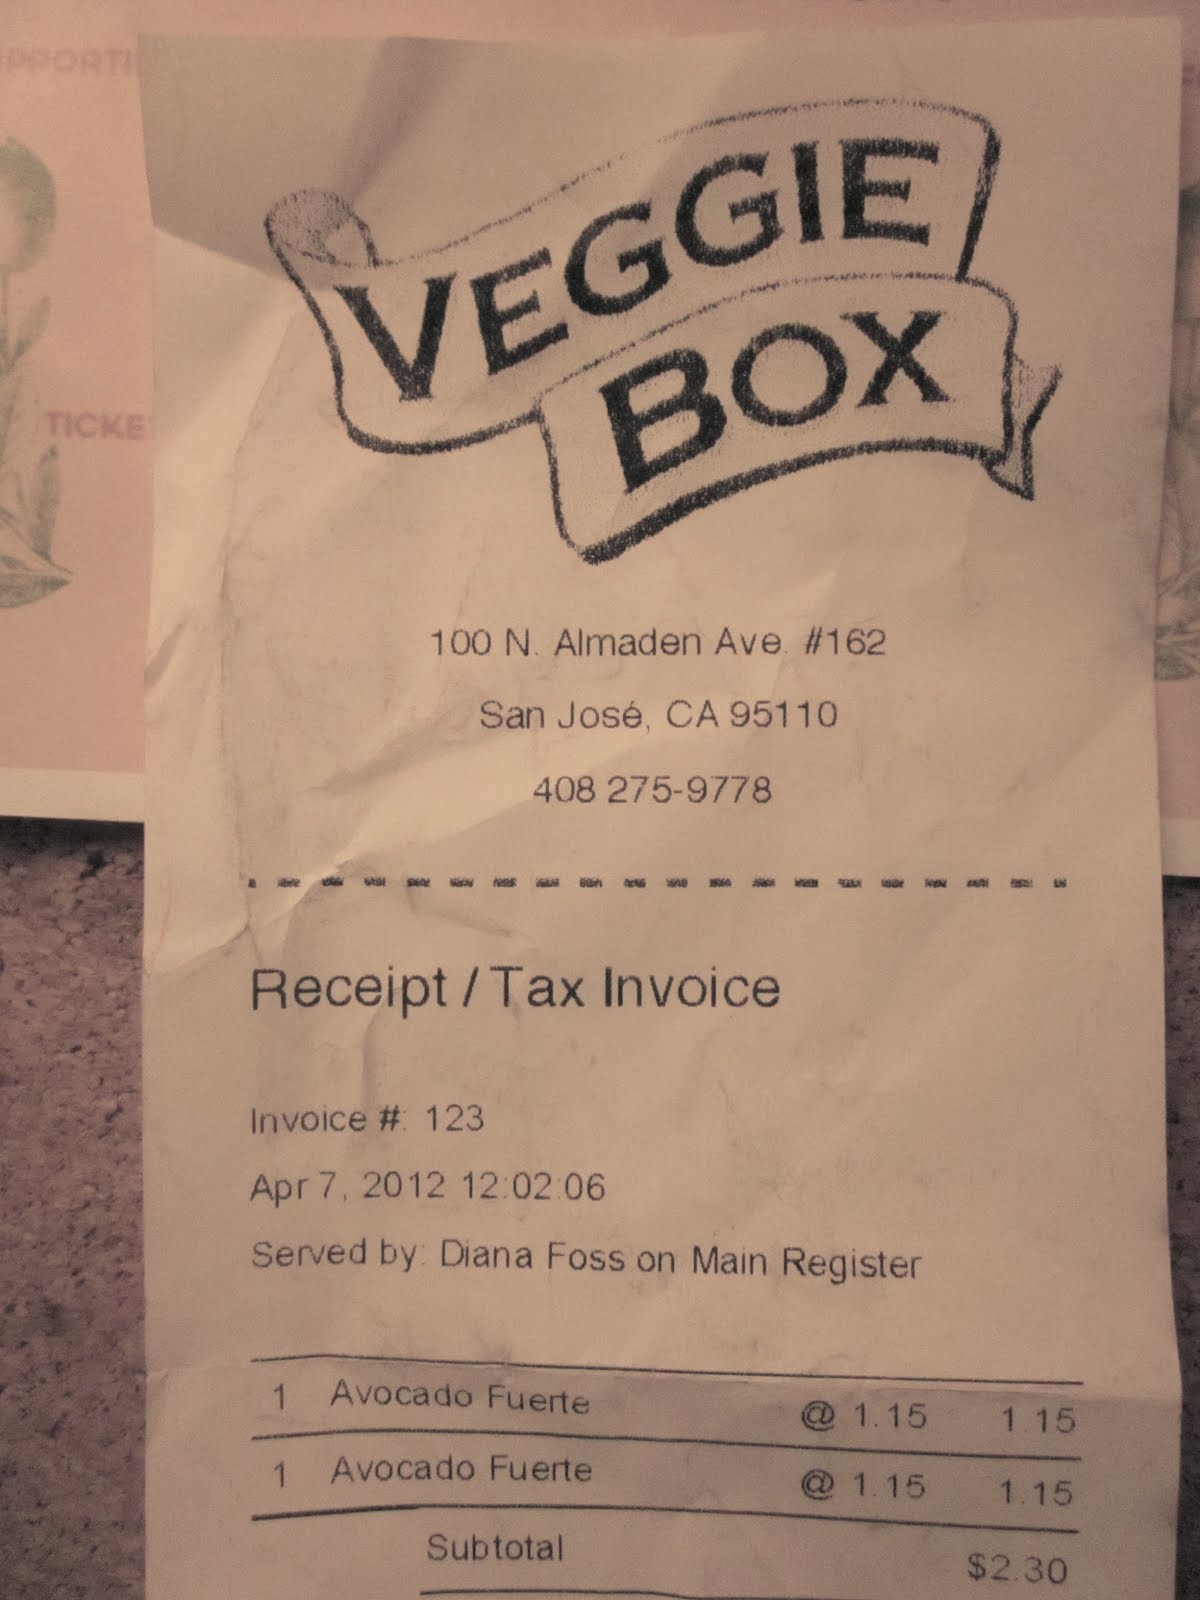 PPORTI
TICKE
VEGGIE
BOX
100 N. Almaden Ave. #162
San José, CA 95110
408 275-9778
Receipt / Tax Invoice
Invoice #: 123
Apr 7, 2012 12:02:06
Served by: Diana Foss on Main Register
1 Avocado Fuerte @ 1.15 1.15
1 Avocado Fuerte @ 1.15 1.15
Subtotal $2.30